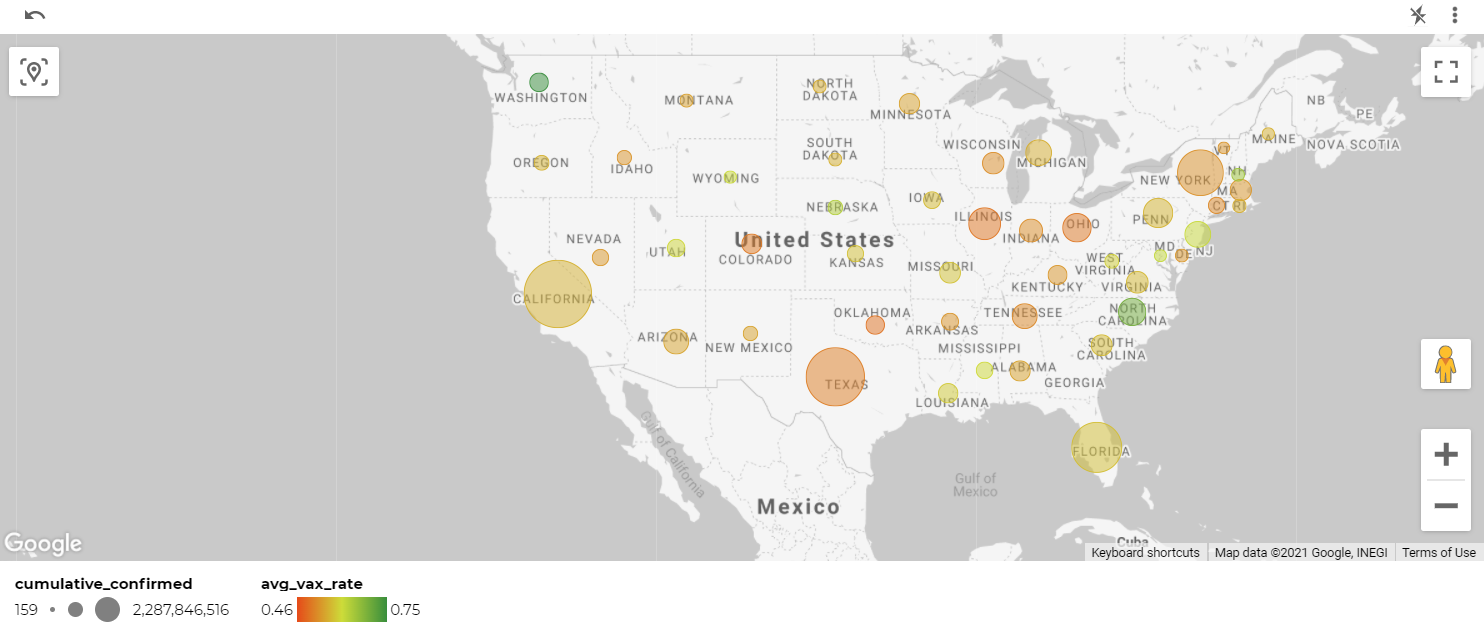 WASHINGTON
MONTANA
NORTH
DAKOTA
MINNESOTA
NB
PE
MAINE
NOVA SCOTIA
OREGON
IDAHO
WYOMING
SOUTH
DAKOTA
WISCONSIN
MICHIGAN
VT
NH
NEW YORK
MA
CT RI
NEBRASKA
IOWA
ILLINOIS
INDIANA
OHIO
PENN
NEVADA
UTAH
United States
COLORADO
KANSAS
MISSOURI
WEST
VIRGINIA
MD
DE
NJ
CALIFORNIA
KENTUCKY
VIRGINIA
OKLAHOMA
ARKANSAS
TENNESSEE
NORTH
CAROLINA
ARIZONA
NEW MEXICO
MISSISSIPPI
SOUTH
CAROLINA
TEXAS
ALABAMA
GEORGIA
LOUISIANA
FLORIDA
Gulf of California
Gulf of
Mexico
Mexico
Cuba
Google
Keyboard shortcuts
Map data ©2021 Google, INEGI
Terms of Use
cumulative_confirmed
159
2,287,846,516
avg_vax_rate
0.46
0.75